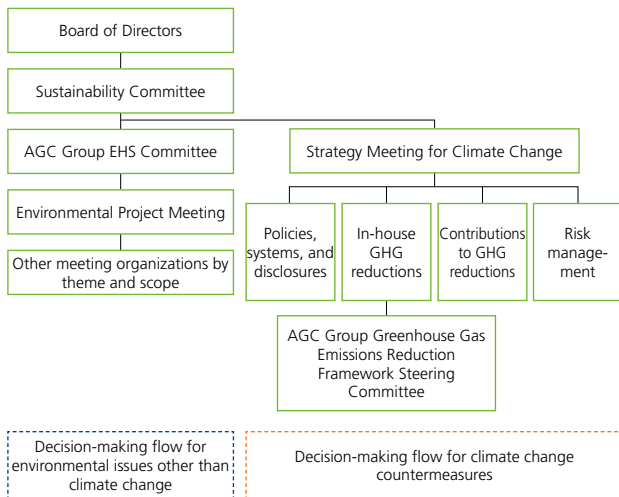 Board of Directors
Sustainability Committee
AGC Group EHS Committee
Strategy Meeting for Climate Change
Environmental Project Meeting
Other meeting organizations by
theme and scope
Policies,
systems, and
disclosures
In-house
GHG
reductions
Contributions
to GHG
reductions
Risk
manage-
ment
AGC Group Greenhouse Gas
Emissions Reduction
Framework Steering
Committee
Decision-making flow for
environmental issues other than
climate change
Decision-making flow for climate change
countermeasures